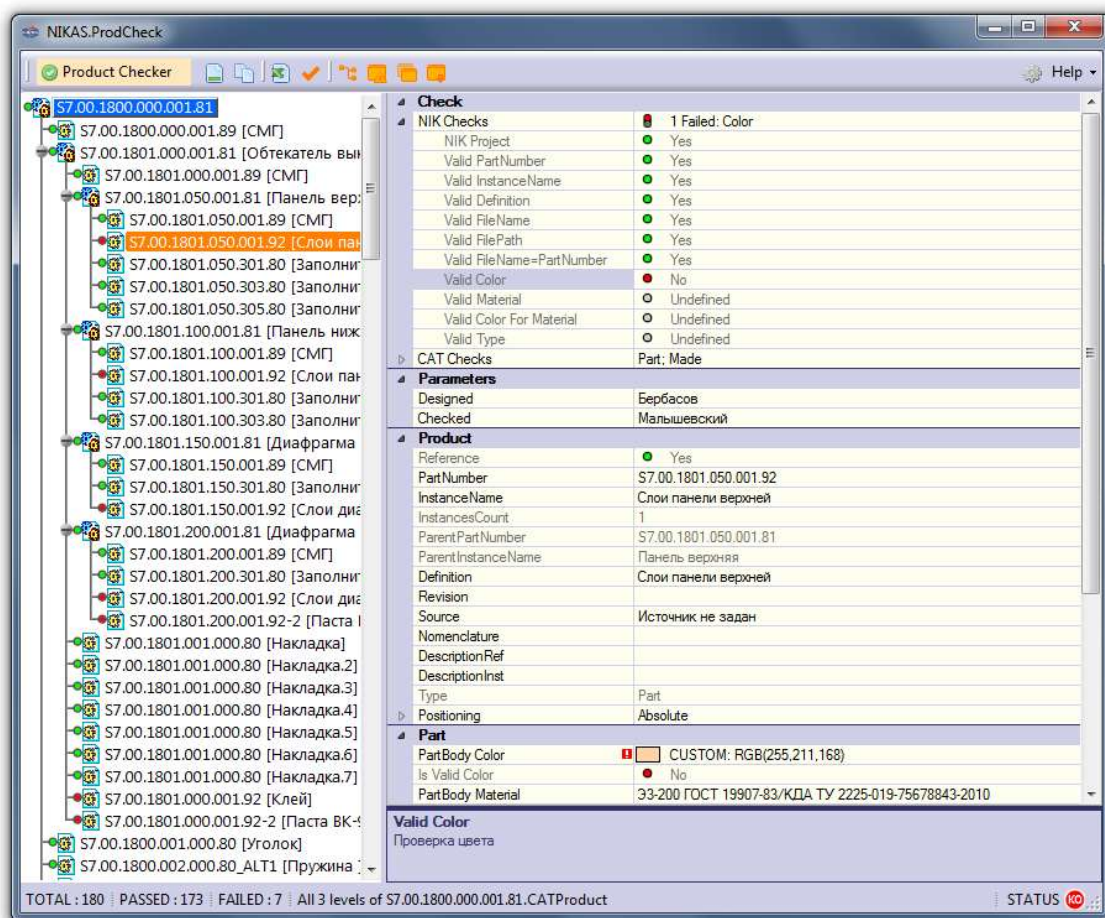 NIKAS.ProdCheck
Product Checker
Help
S7.00.1800.000.001.81
S7.00.1800.000.001.89 [СМГ]
S7.00.1801.000.001.81 [Обтекатель
S7.00.1801.000.001.89 [СМГ]
S7.00.1801.050.001.81 [Панель
S7.00.1801.050.001.89 [СМГ]
S7.00.1801.050.001.92 [Слои
S7.00.1801.050.301.80
S7.00.1801.050.303.80
S7.00.1801.050.305.80
S7.00.1801.100.001.81 [Панель
S7.00.1801.100.001.89 [СМГ]
S7.00.1801.100.001.92 [Слои
S7.00.1801.100.301.80
S7.00.1801.100.303.80
S7.00.1801.150.001.81 [Диафрагма
S7.00.1801.150.001.89 [СМГ]
S7.00.1801.150.301.80
S7.00.1801.150.001.92 [Слои
S7.00.1801.200.001.81 [Диафрагма
S7.00.1801.200.001.89 [СМГ]
S7.00.1801.200.301.80
S7.00.1801.200.001.92 [Слои
S7.00.1801.200.001.92-2 [Паста
S7.00.1801.001.000.80 [Накладка]
S7.00.1801.001.000.80 [Накладка.2]
S7.00.1801.001.000.80 [Накладка.3]
S7.00.1801.001.000.80 [Накладка.4]
S7.00.1801.001.000.80 [Накладка.5]
S7.00.1801.001.000.80 [Накладка.6]
S7.00.1801.001.000.80 [Накладка.7]
S7.00.1801.000.001.92 [Клей]
S7.00.1801.000.001.92-2 [Паста
S7.00.1800.001.000.80 [Уголок]
S7.00.1800.002.000.80_ALT1 [Пружина
Check
NIK Checks 1 Failed: Color
NIK Project Yes
Valid PartNumber Yes
Valid InstanceName Yes
Valid Definition Yes
Valid FileName Yes
Valid FilePath Yes
Valid FileName=PartNumber Yes
Valid Color No
Valid Material Undefined
Valid Color For Material Undefined
Valid Type Undefined
CAT Checks Part; Made
Parameters
Designed Бербасов
Checked Малышевский
Product
Reference Yes
PartNumber S7.00.1801.050.001.92
InstanceName Слои панели верхней
InstancesCount 1
ParentPartNumber S7.00.1801.050.001.81
ParentInstanceName Панель верхняя
Definition Слои панели верхней
Revision
Source Источник не задан
Nomenclature
DescriptionRef
DescriptionInst
Type Part
Positioning Absolute
Part
PartBody Color CUSTOM: RGB(255,211,168)
Is Valid Color No
PartBody Material ЭЗ-200 ГОСТ 19907-83/КДА ТУ 2225-019-75678843-2010
Valid Color
Проверка цвета
TOTAL : 180 PASSED : 173 FAILED : 7 All 3 levels of S7.00.1800.000.001.81.CATProduct STATUS KO